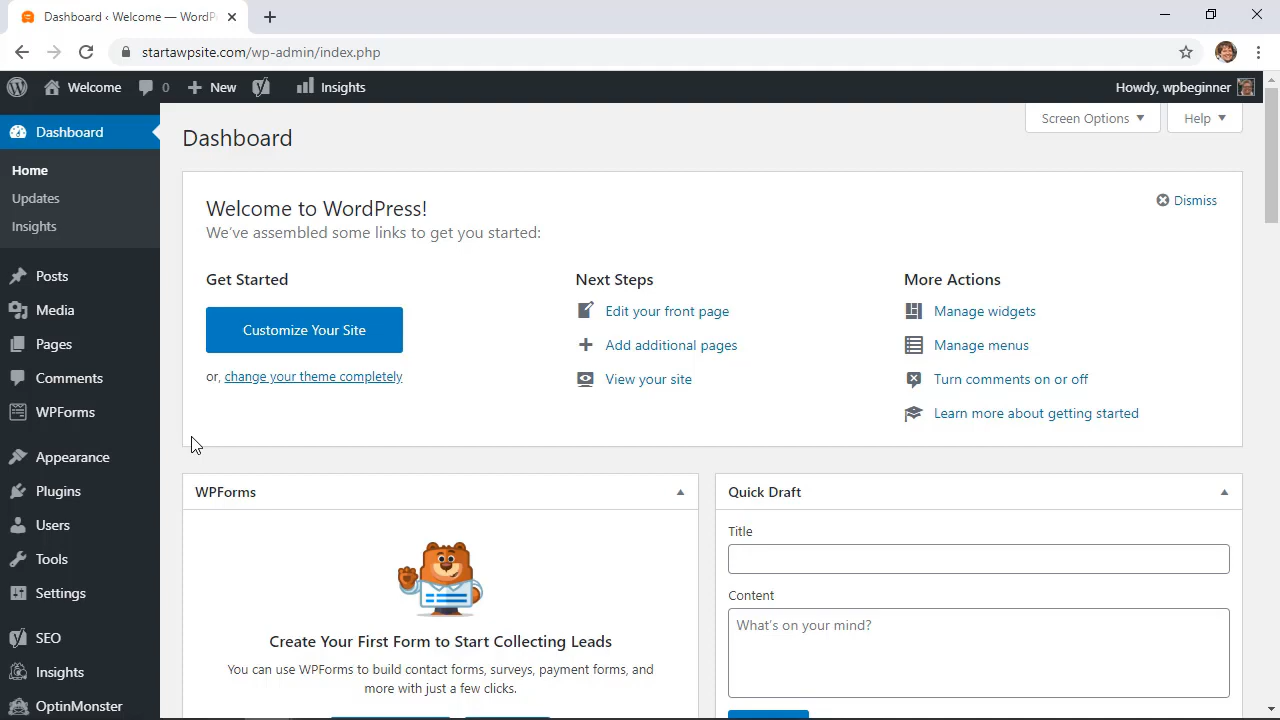 Dashboard ‹ Welcome — WordP
startawpsite.com/wp-admin/index.php
Welcome 0 New Insights Howdy, wpbeginner
Dashboard
Home
Updates
Insights
Posts
Media
Pages
Comments
WPForms
Appearance
Plugins
Users
Tools
Settings
SEO
Insights
OptinMonster
Screen Options Help
Dashboard
Welcome to WordPress!
We've assembled some links to get you started:
Dismiss
Get Started
Customize Your Site
or, change your theme completely
Next Steps
Edit your front page
Add additional pages
View your site
More Actions
Manage widgets
Manage menus
Turn comments on or off
Learn more about getting started
WPForms
Create Your First Form to Start Collecting Leads
You can use WPForms to build contact forms, surveys, payment forms, and
more with just a few clicks.
Quick Draft
Title
Content
What's on your mind?